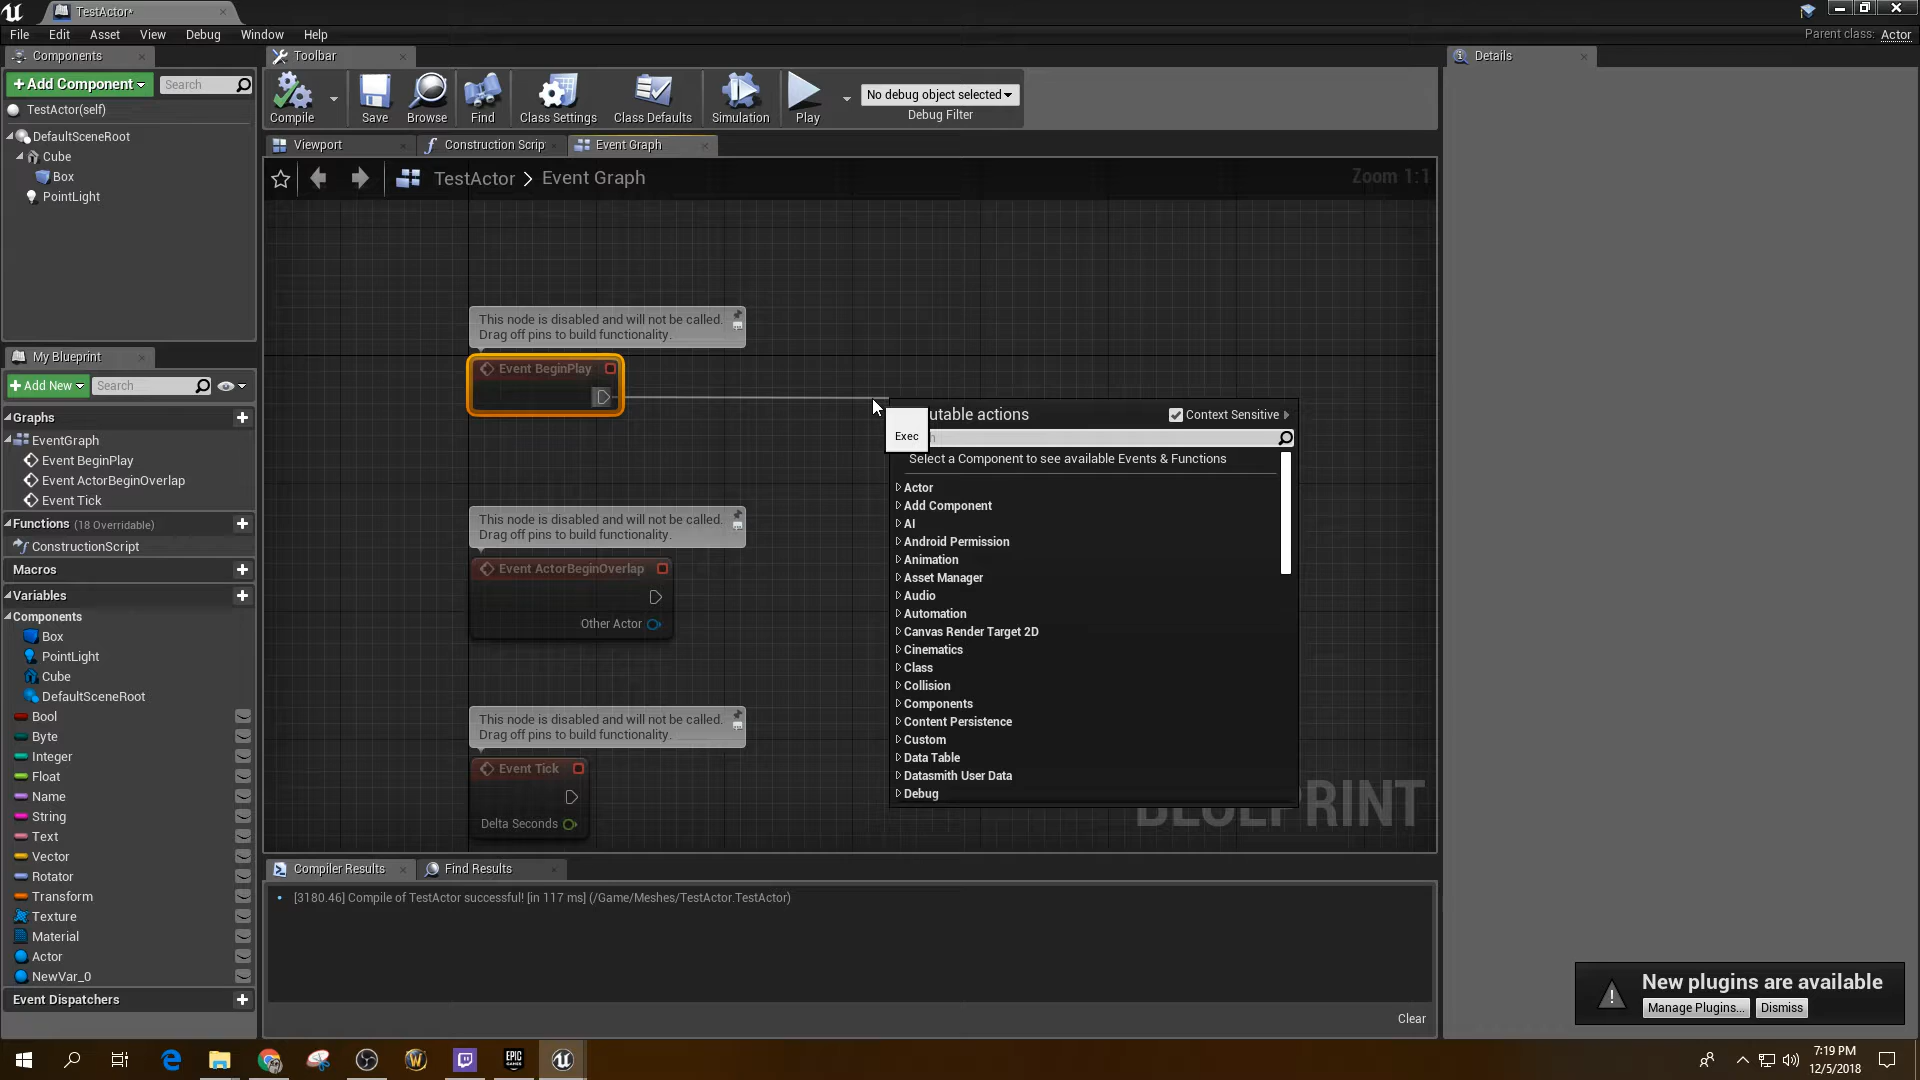 TestActor*
File Edit Asset View Debug Window Help
Parent class: Actor
Components
Toolbar
Details
+Add Component
Search
TestActor(self)
DefaultSceneRoot
Cube
Box
PointLight
Compile
Save
Browse
Find
Class Settings
Class Defaults
Simulation
Play
No debug object selected
Debug Filter
Viewport
Construction Scrip
Event Graph
TestActor > Event Graph
Zoom 1:1
This node is disabled and will not be called.
Drag off pins to build functionality.
Event BeginPlay
This node is disabled and will not be called.
Drag off pins to build functionality.
Event ActorBeginOverlap
Other Actor
This node is disabled and will not be called.
Drag off pins to build functionality.
Event Tick
Delta Seconds
Exec
utable actions
Context Sensitive
Select a Component to see available Events & Functions
Actor
Add Component
AI
Android Permission
Animation
Asset Manager
Audio
Automation
Canvas Render Target 2D
Cinematics
Class
Collision
Components
Content Persistence
Custom
Data Table
Datasmith User Data
Debug
BLUEPRINT
My Blueprint
+Add New
Search
Graphs
EventGraph
Event BeginPlay
Event ActorBeginOverlap
Event Tick
Functions (18 Overridable)
ConstructionScript
Macros
Variables
Components
Box
PointLight
Cube
DefaultSceneRoot
Bool
Byte
Integer
Float
Name
String
Text
Vector
Rotator
Transform
Texture
Material
Actor
NewVar_0
Event Dispatchers
Compiler Results
Find Results
[3180.46] Compile of TestActor successful! [in 117 ms] (/Game/Meshes/TestActor.TestActor)
Clear
New plugins are available
Manage Plugins...
Dismiss
EPIC
GAMES
7:19 PM
12/5/2018